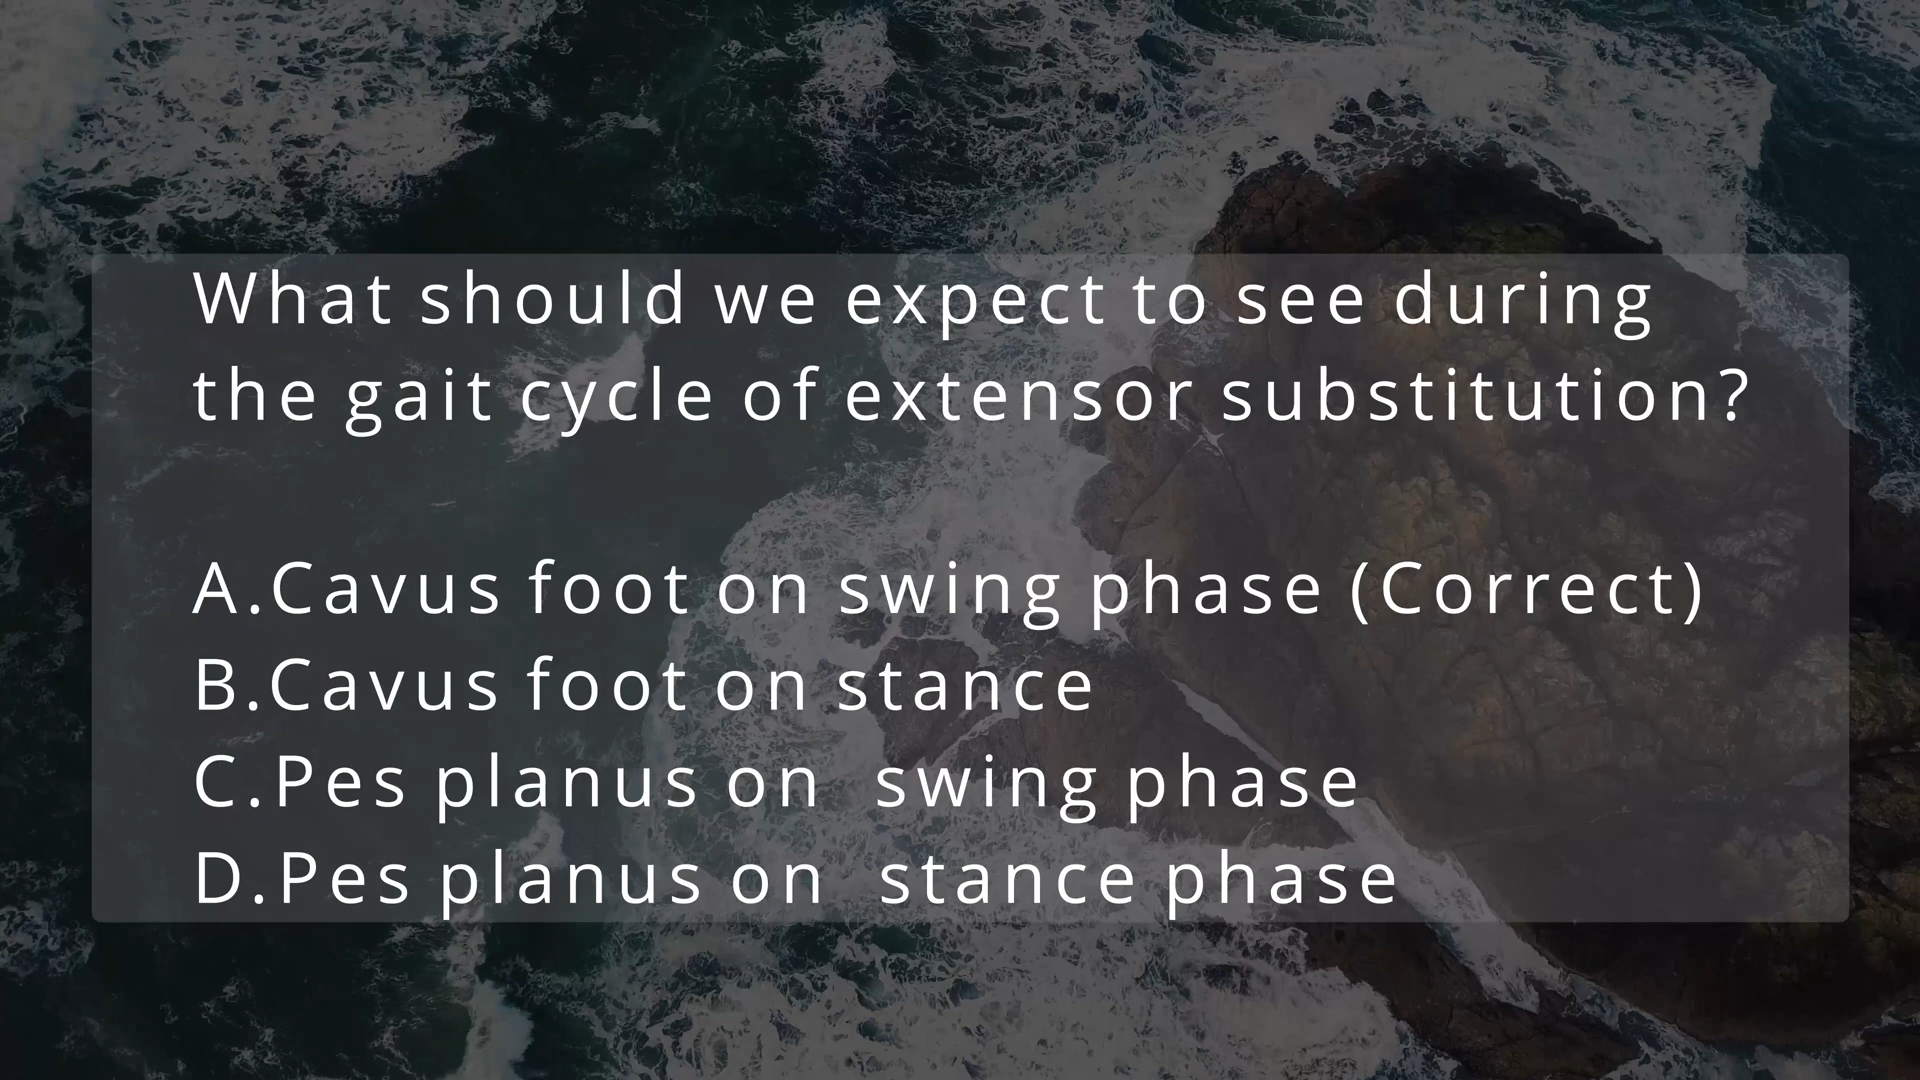 What should we expect to see during
the gait cycle of extensor substitution?
A.Cavus foot on swing phase (Correct)
B.Cavus foot on stance
C.Pes planus on  swing phase
D.Pes planus on  stance phase